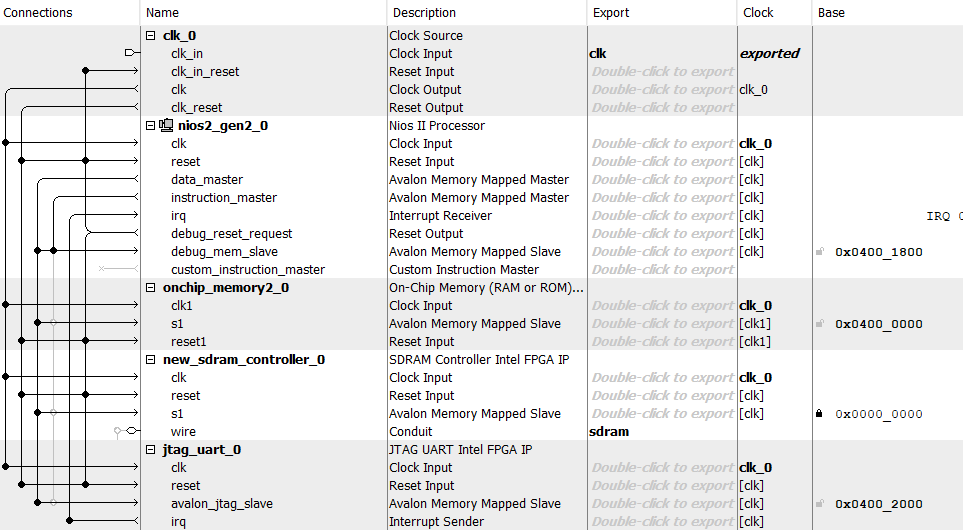 Connections Name Description Export Clock Base
clk_0 Clock Source
clk_in Clock Input clk exported
clk_in_reset Reset Input Double-click to export
clk Clock Output Double-click to export clk_0
clk_reset Reset Output Double-click to export
nios2_gen2_0 Nios II Processor
clk Clock Input Double-click to export clk_0
reset Reset Input Double-click to export [clk]
data_master Avalon Memory Mapped Master Double-click to export [clk]
instruction_master Avalon Memory Mapped Master Double-click to export [clk]
irq Interrupt Receiver Double-click to export [clk] IRQ 0
debug_reset_request Reset Output Double-click to export [clk]
debug_mem_slave Avalon Memory Mapped Slave Double-click to export [clk] 0x0400_1800
custom_instruction_master Custom Instruction Master Double-click to export
onchip_memory2_0 On-Chip Memory (RAM or ROM)...
clk1 Clock Input Double-click to export clk_0
s1 Avalon Memory Mapped Slave Double-click to export [clk1] 0x0400_0000
reset1 Reset Input Double-click to export [clk1]
new_sdram_controller_0 SDRAM Controller Intel FPGA IP
clk Clock Input Double-click to export clk_0
reset Reset Input Double-click to export [clk]
s1 Avalon Memory Mapped Slave Double-click to export [clk] 0x0000_0000
wire Conduit sdram
jtag_uart_0 JTAG UART Intel FPGA IP
clk Clock Input Double-click to export clk_0
reset Reset Input Double-click to export [clk]
avalon_jtag_slave Avalon Memory Mapped Slave Double-click to export [clk] 0x0400_2000
irq Interrupt Sender Double-click to export [clk]